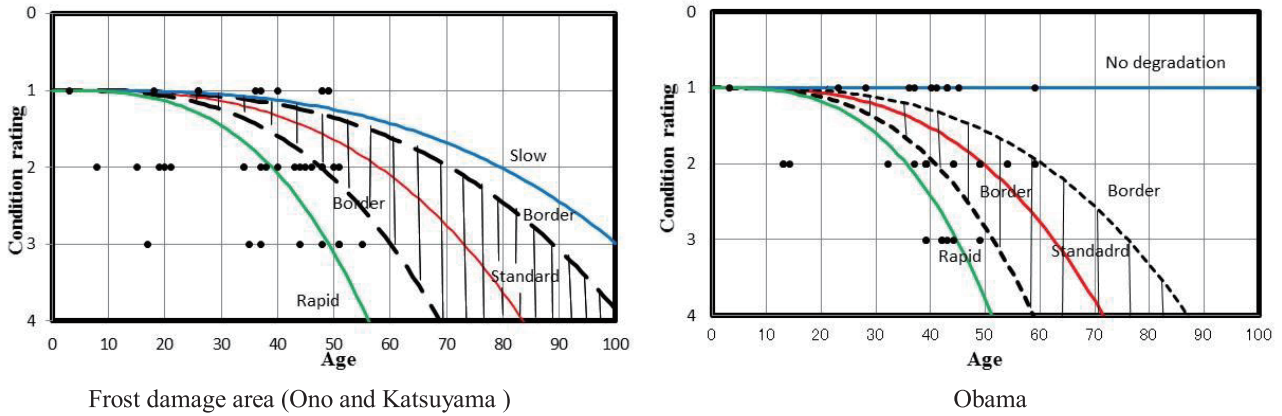 0
1
2
3
4
Condition rating
Slow
Border
Border
Standard
Rapid
0 10 20 30 40 50 60 70 80 90 100
Age
Frost damage area (Ono and Katsuyama )
0
1
2
3
4
Condition rating
No degradation
Border
Border
Rapid
Standadrd
0 10 20 30 40 50 60 70 80 90 100
Age
Obama